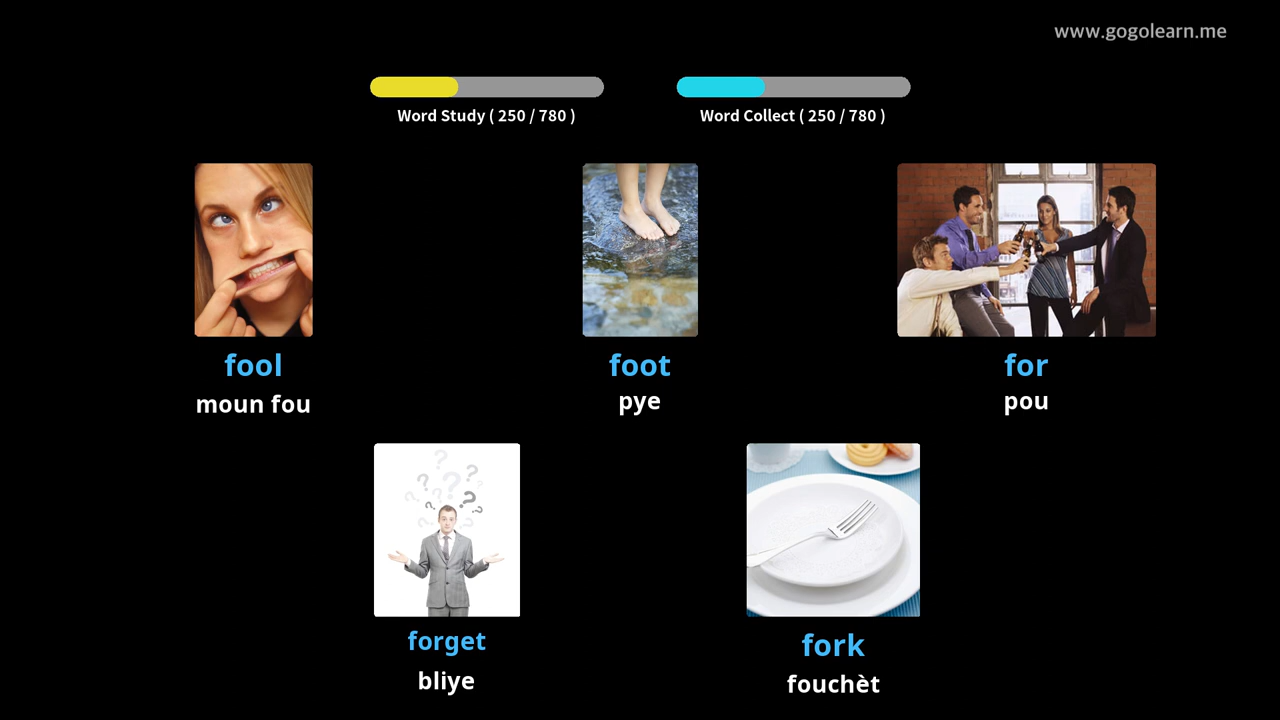 www.gogolearn.me
Word Study ( 250 / 780 )
Word Collect ( 250 / 780 )
fool
moun fou
foot
pye
for
pou
forget
bliye
fork
fouchèt